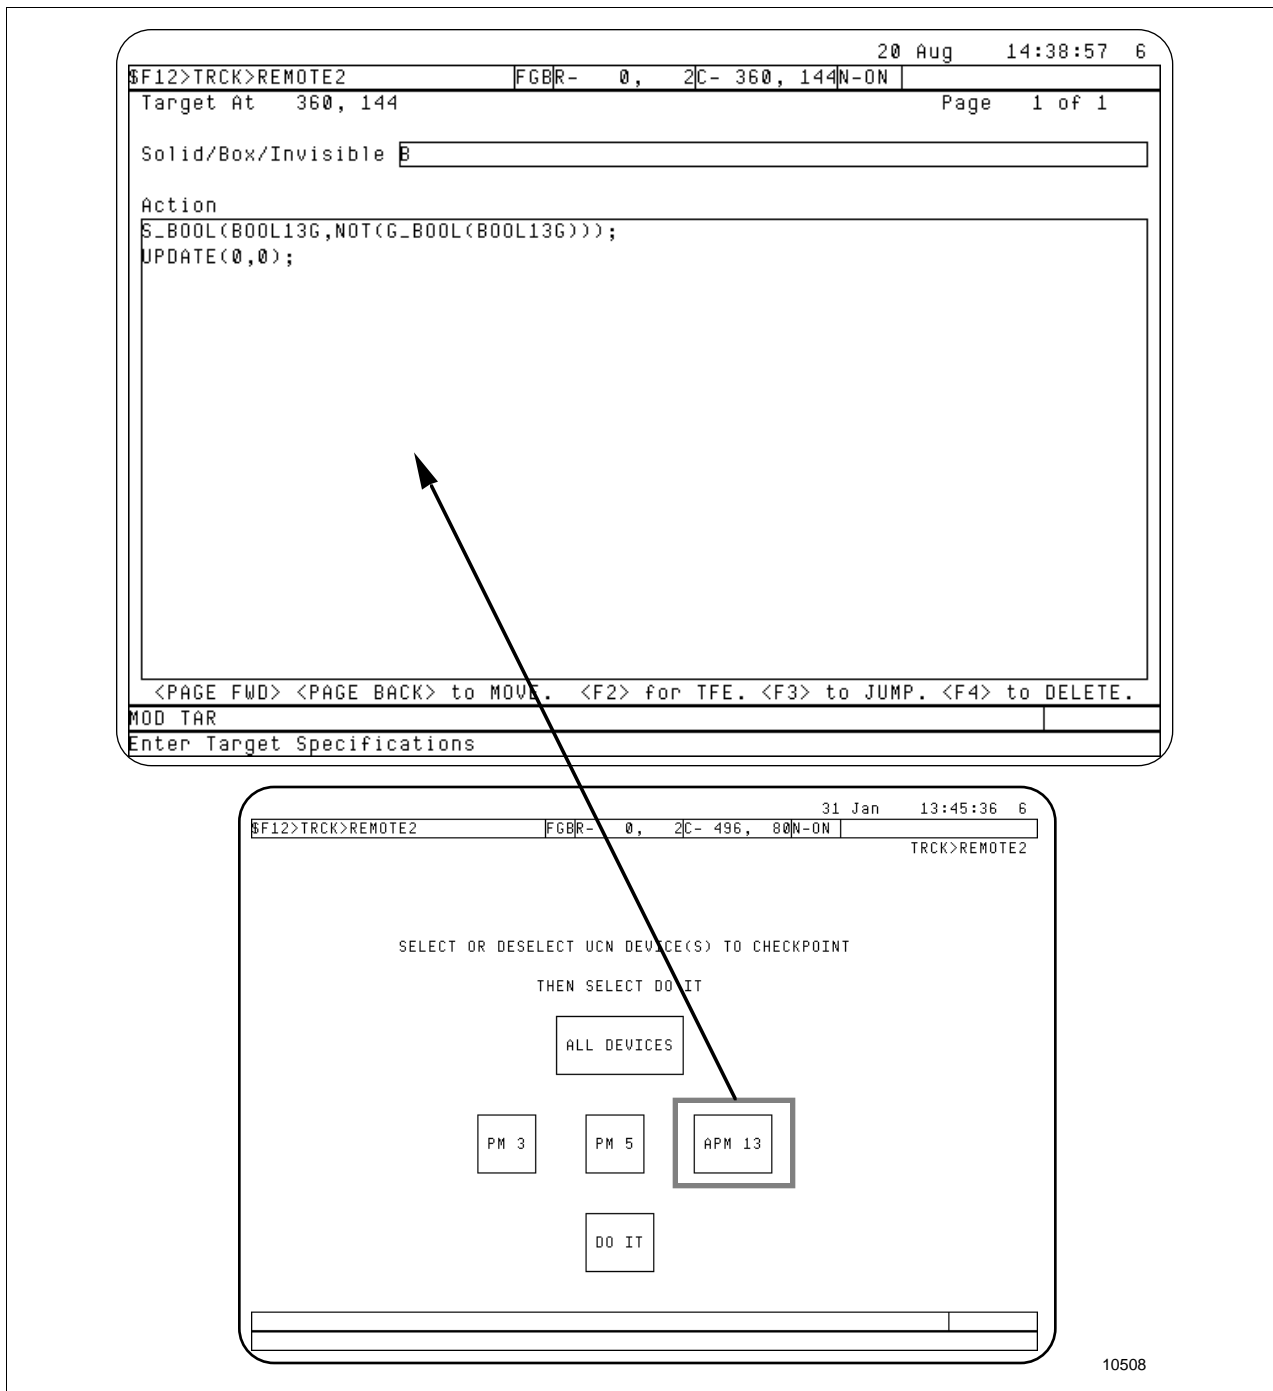 20 Aug 14:38:57 6
$F12>TRCK>REMOTE2 FGB R- 0, 2 C- 360, 144 N-ON
Target At 360, 144 Page 1 of 1
Solid/Box/Invisible B
Action
S_BOOL(BOOL13G,NOT(G_BOOL(BOOL13G)));
UPDATE(0,0);
<PAGE FWD> <PAGE BACK> to MOVE. <F2> for TFE. <F3> to JUMP. <F4> to DELETE.
MOD TAR
Enter Target Specifications
31 Jan 13:45:36 6
$F12>TRCK>REMOTE2 FGB R- 0, 2 C- 496, 80 N-ON
TRCK>REMOTE2
SELECT OR DESELECT UCN DEVICE(S) TO CHECKPOINT
THEN SELECT DO IT
ALL DEVICES
PM 3 PM 5 APM 13
DO IT
10508